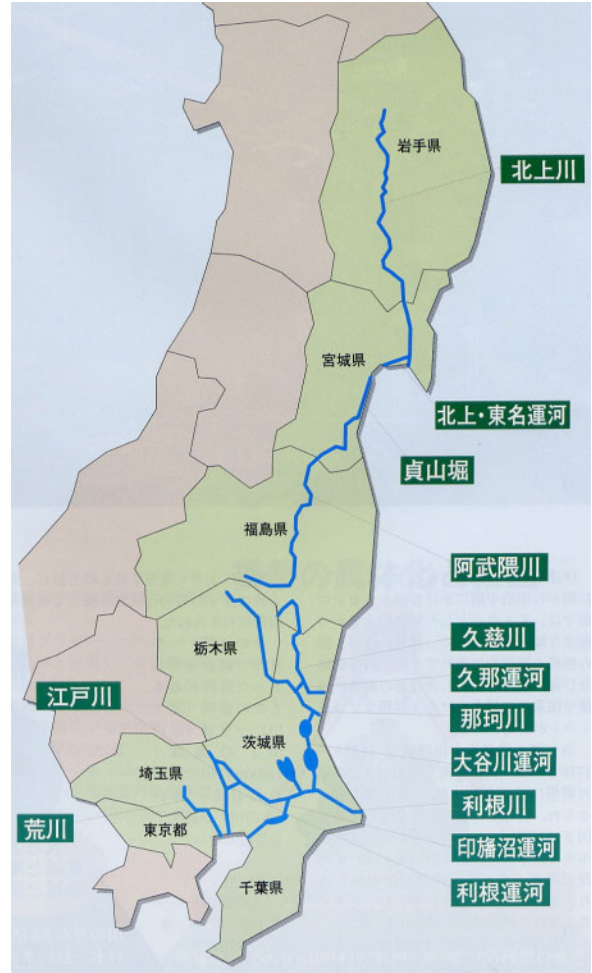 岩手県
北上川
宮城県
北上・東名運河
貞山堀
福島県
阿武隈川
久慈川
栃木県
久那運河
江戸川
那珂川
茨城県
大谷川運河
埼玉県
利根川
荒川
東京都
印旛沼運河
千葉県
利根運河